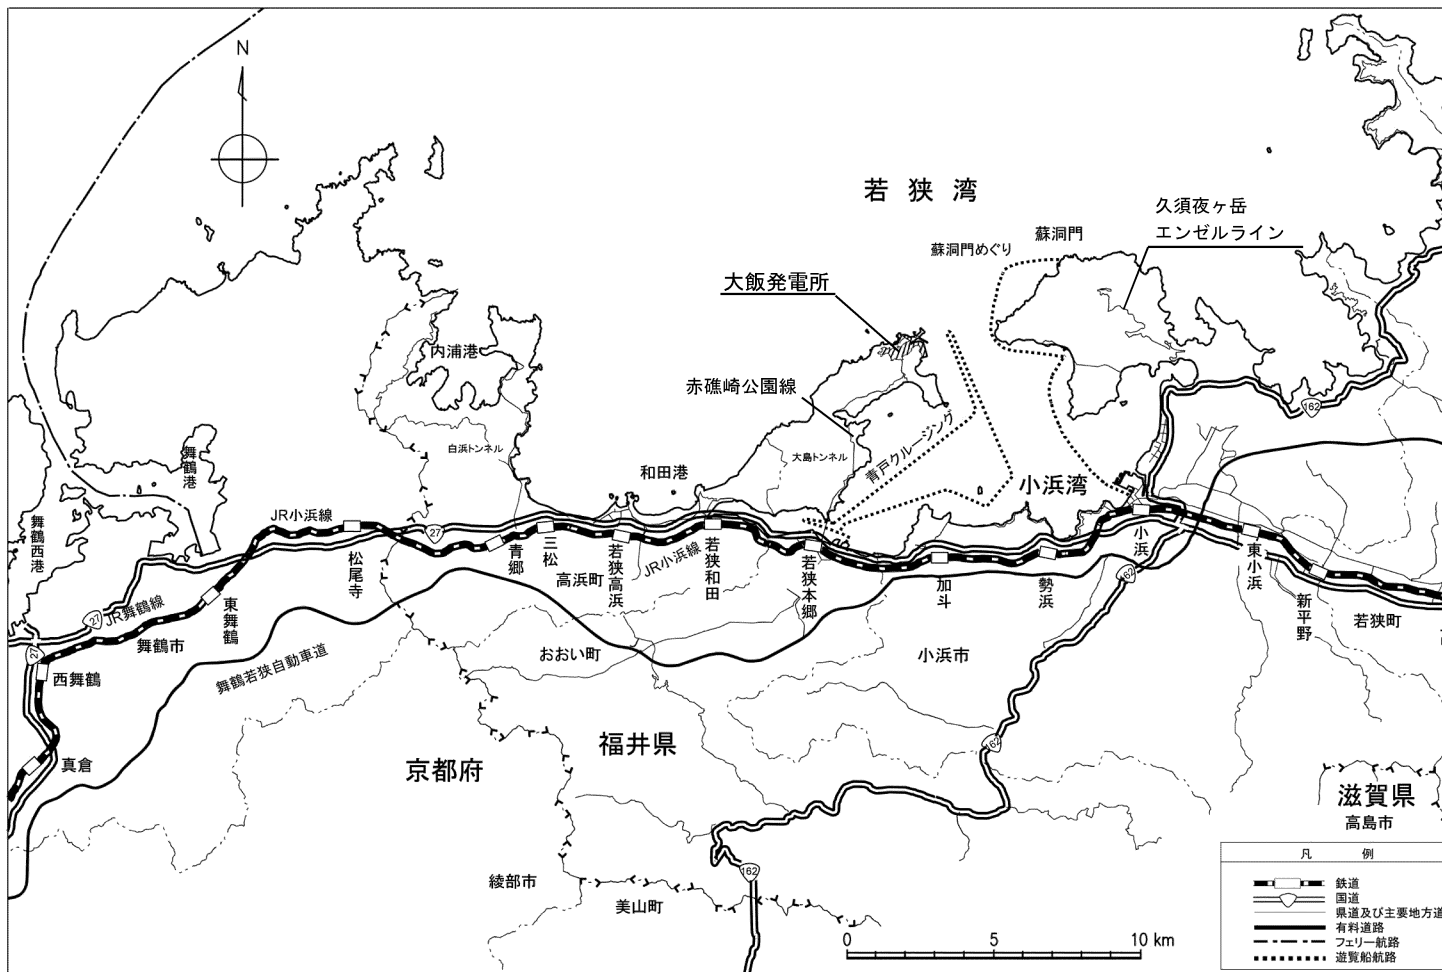 N
若狭湾
久須夜ヶ岳
エンゼルライン
蘇洞門
蘇洞門めぐり
大飯発電所
内浦港
赤礁崎公園線
162
青戸クルージング
白浜トンネル
大島トンネル
舞鶴港
和田港
小浜湾
舞鶴西港
JR小浜線
27
松尾寺
青郷
三松
若狭高浜
高浜町
JR小浜線
若狭和田
若狭本郷
加斗
勢浜
小浜
東小浜
新平野
若狭町
162
東舞鶴
27
JR舞鶴線
舞鶴市
27
西舞鶴
舞鶴若狭自動車道
おおい町
小浜市
真倉
京都府
福井県
162
滋賀県
高島市
綾部市
美山町
162
0
5
10 km
凡 例
鉄道
国道
県道及び主要地方道
有料道路
フェリー航路
遊覧船航路